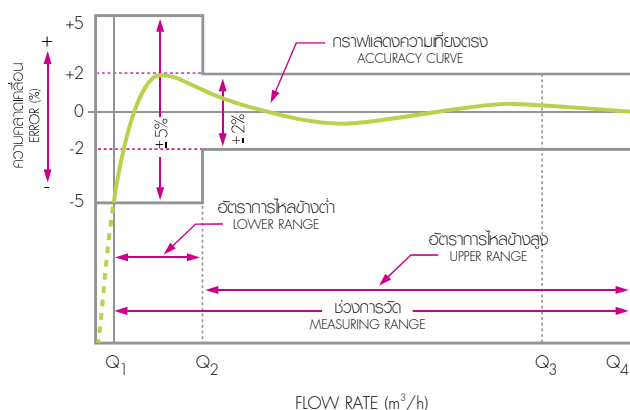 +5
+2
0
-2
-5
+
-
ความคลาดเคลื่อน
ERROR (%)
กราฟแสดงความเที่ยงตรง
ACCURACY CURVE
±5%
±2%
อัตราการไหลข้างต่ำ
LOWER RANGE
อัตราการไหลข้างสูง
UPPER RANGE
ช่วงการวัด
MEASURING RANGE
Q1
Q2
Q3
Q4
FLOW RATE (m³/h)